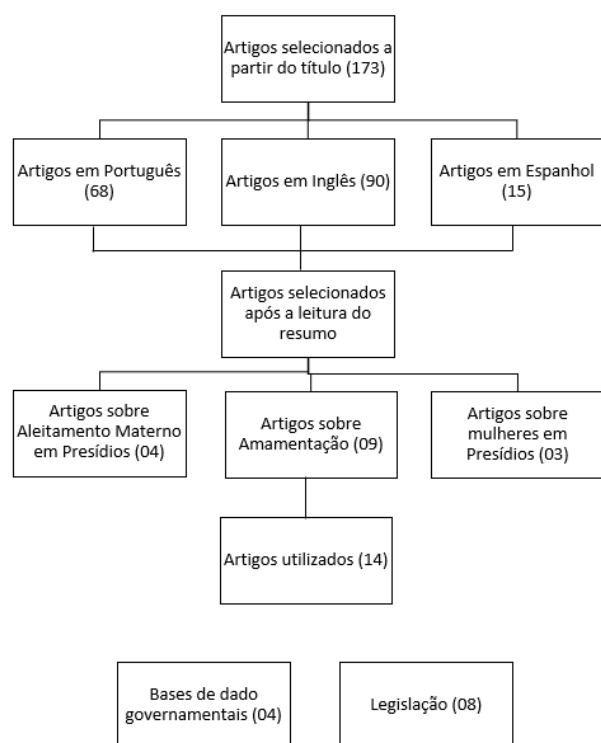 Artigos selecionados a
partir do título (173)
Artigos em Português
(68)
Artigos em Inglês (90)
Artigos em Espanhol
(15)
Artigos selecionados
após a leitura do
resumo
Artigos sobre
Aleitamento Materno
em Presídios (04)
Artigos sobre
Amamentação (09)
Artigos sobre
mulheres em
Presídios (03)
Artigos utilizados (14)
Bases de dado
governamentais (04)
Legislação (08)